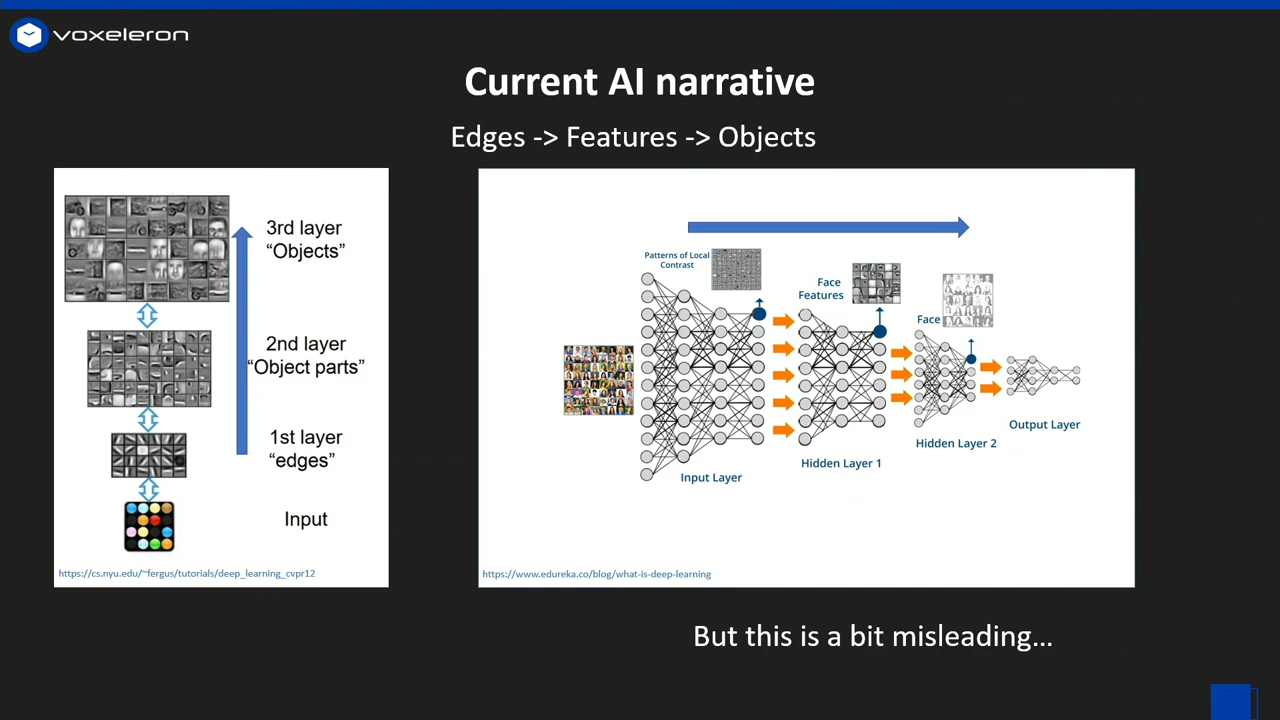 voxeleron
Current AI narrative
Edges -> Features -> Objects
3rd layer
“Objects”
2nd layer
“Object parts”
1st layer
“edges”
Input
https://cs.nyu.edu/~fergus/tutorials/deep_learning_cvpr12
Patterns of Local
Contrast
Face
Features
Face
Input Layer
Hidden Layer 1
Hidden Layer 2
Output Layer
https://www.edureka.co/blog/what-is-deep-learning
But this is a bit misleading…